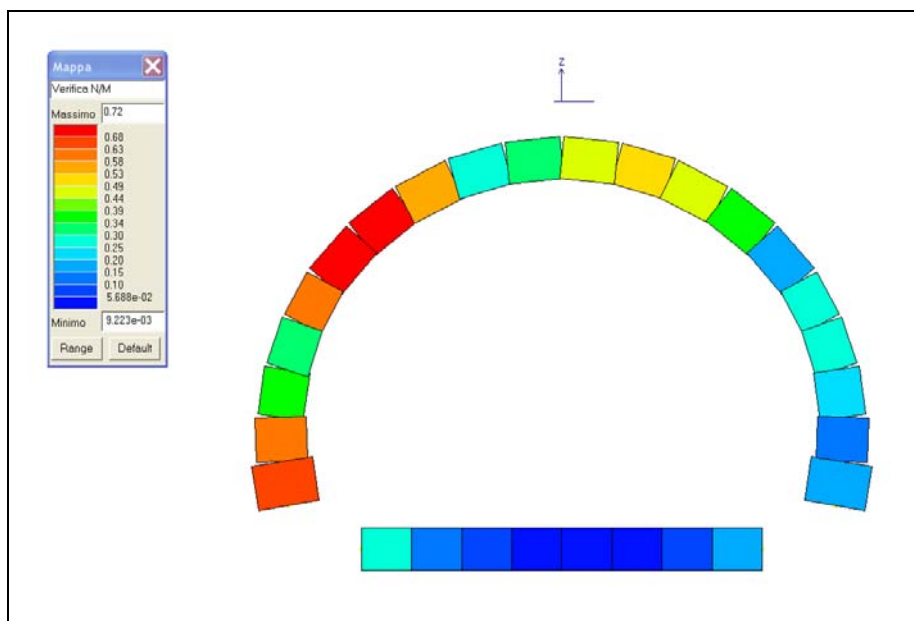 Mappa
Verifica N/M
Massimo 0.72
0.68
0.63
0.58
0.53
0.49
0.44
0.39
0.34
0.30
0.25
0.20
0.15
0.10
5.688e-02
Minimo 9.223e-03
Range Default
Z